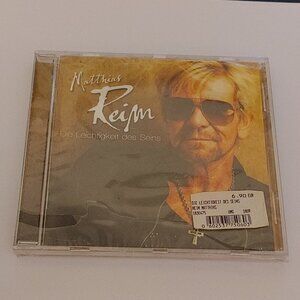 Matthias
Reim
Die Leichtigkeit des Seins
6.90 EUR
DIE LEICHTIGKEIT DES SEINS
REIM MATTHIAS